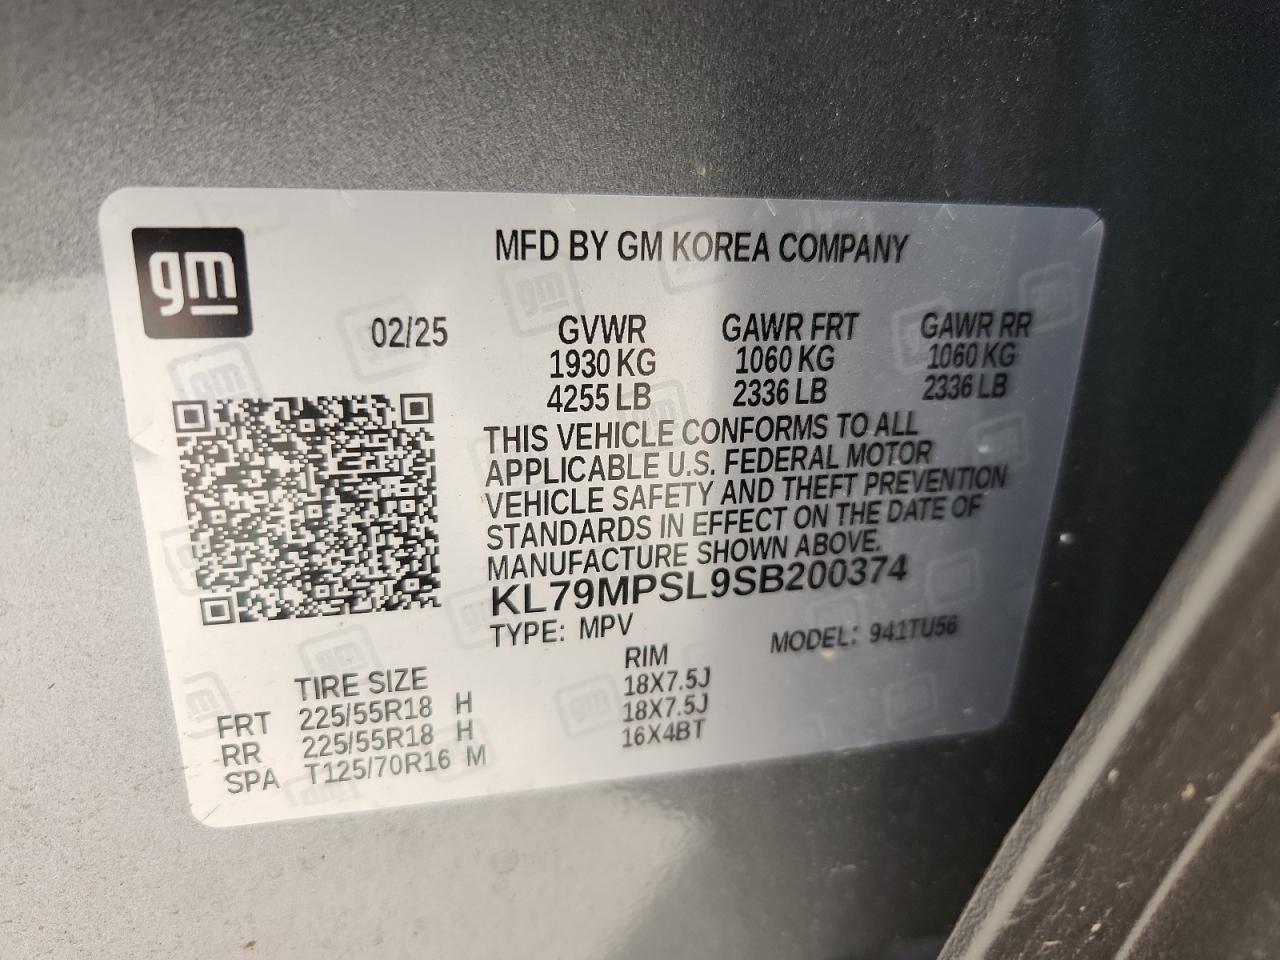 gm
MFD BY GM KOREA COMPANY
02/25
GVWR GAWR FRT GAWR RR
1930 KG 1060 KG 1060 KG
4255 LB 2336 LB 2336 LB
THIS VEHICLE CONFORMS TO ALL
APPLICABLE U.S. FEDERAL MOTOR
VEHICLE SAFETY AND THEFT PREVENTION
STANDARDS IN EFFECT ON THE DATE OF
MANUFACTURE SHOWN ABOVE.
KL79MPSL9SB200374
TYPE: MPV MODEL: 941TU56
TIRE SIZE RIM
FRT 225/55R18 H 18X7.5J
RR 225/55R18 H 18X7.5J
SPA T125/70R16 M 16X4BT